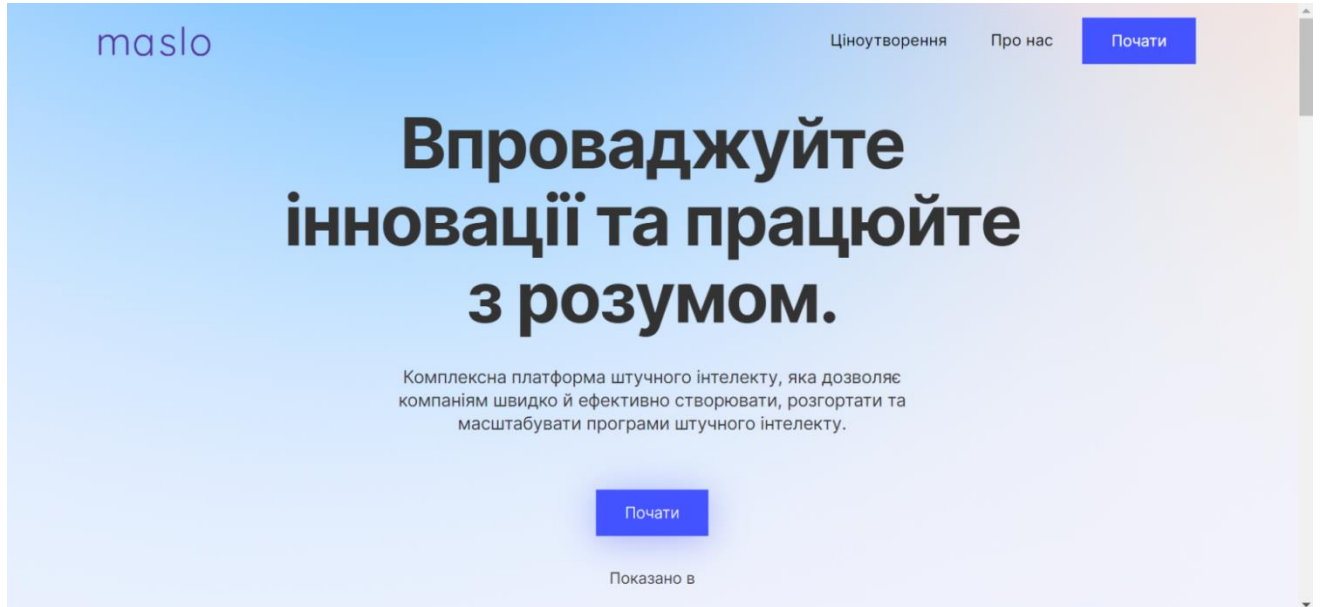 maslo
Ціноутворення
Про нас
Почати
Впроваджуйте
інновації та працюйте
з розумом.
Комплексна платформа штучного інтелекту, яка дозволяє
компаніям швидко й ефективно створювати, розгортати та
масштабувати програми штучного інтелекту.
Почати
Показано в